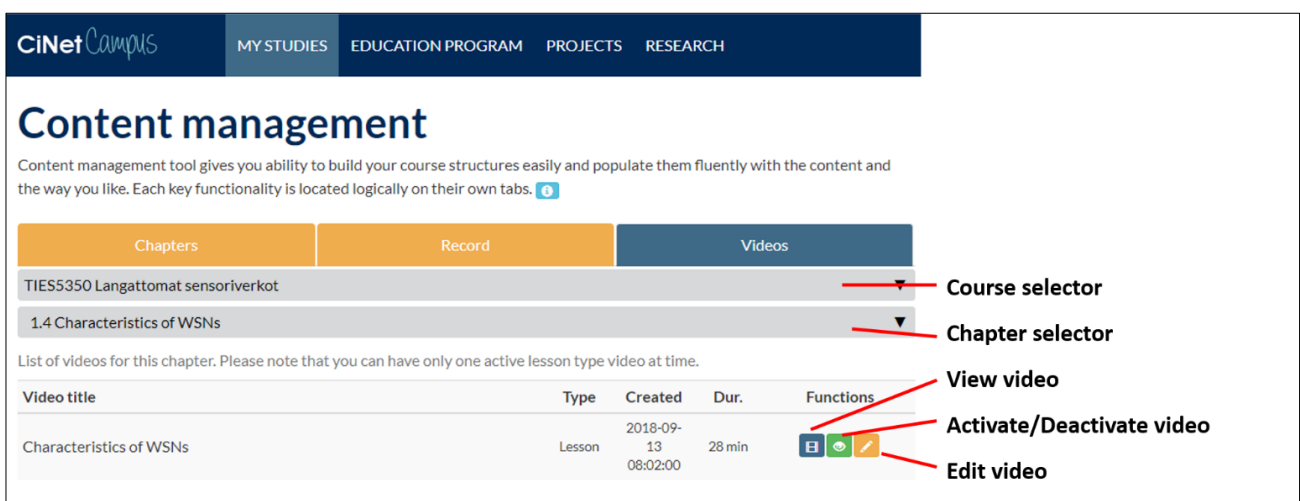 CiNet Campus MY STUDIES EDUCATION PROGRAM PROJECTS RESEARCH
Content management
Content management tool gives you ability to build your course structures easily and populate them fluently with the content and
the way you like. Each key functionality is located logically on their own tabs.
Chapters Record Videos
TIES5350 Langattomat sensoriverkot
Course selector
1.4 Characteristics of WSNs
Chapter selector
List of videos for this chapter. Please note that you can have only one active lesson type video at time.
View video
Video title Type Created Dur. Functions
Activate/Deactivate video
Characteristics of WSNs Lesson 2018-09-
13
08:02:00 28 min
Edit video